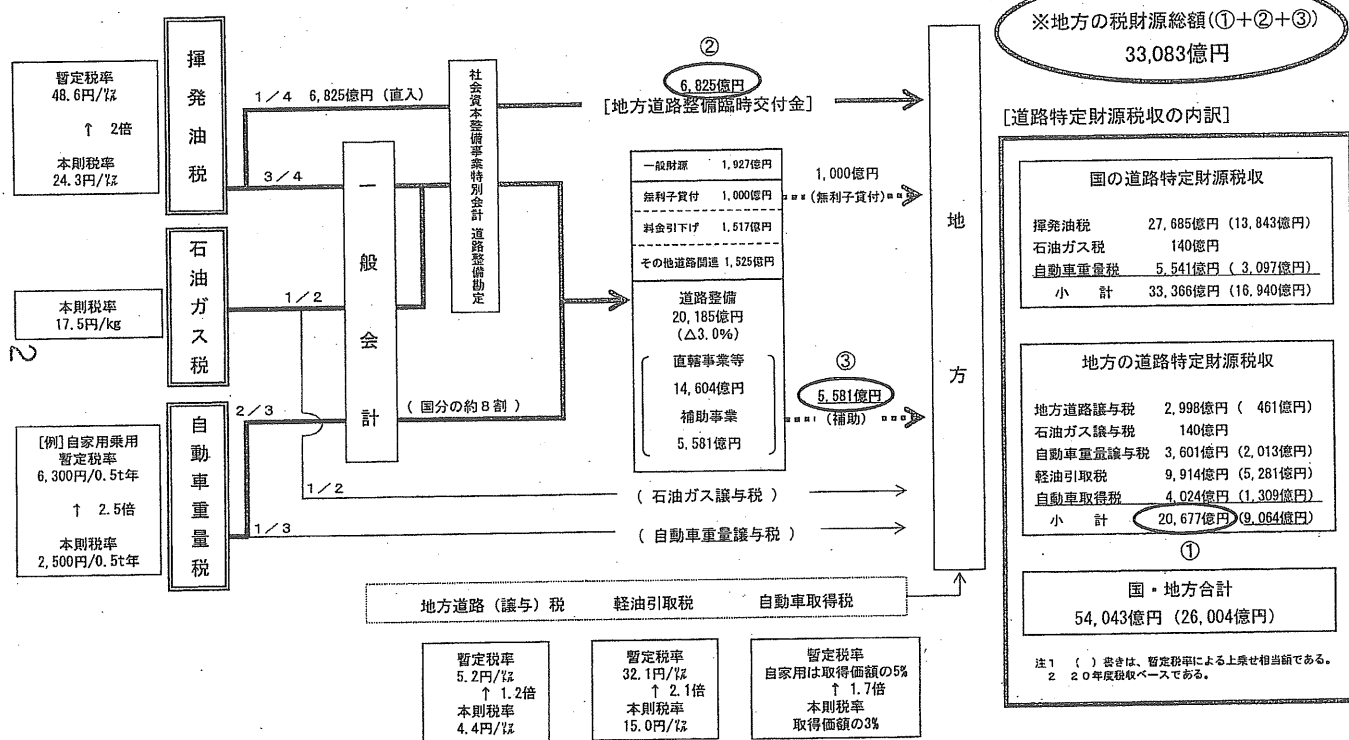 ※地方の税財源総額(①+②+③)
33,083億円
暫定税率
48.6円/㍑
↑ 2倍
本則税率
24.3円/㍑
揮発油税
1/4 6,825億円(直入)
3/4
社会資本整備事業特別会計 道路整備勘定
②
6,825億円
[地方道路整備臨時交付金]
一般会計
本則税率
17.5円/kg
石油ガス税
1/2
1/2
[例]自家用乗用
暫定税率
6,300円/0.5t年
↑ 2.5倍
本則税率
2,500円/0.5t年
自動車重量税
2/3
(国分の約8割)
1/3
一般財源 1,927億円
無利子貸付 1,000億円
料金引下げ 1,517億円
その他道路関連 1,525億円
道路整備
20,185億円
(△3.0%)
直轄事業等
14,604億円
補助事業
5,581億円
1,000億円
(無利子貸付)
③
5,581億円
(補助)
(石油ガス譲与税)
(自動車重量譲与税)
地方
地方道路(譲与)税 軽油引取税 自動車取得税
暫定税率
5.2円/㍑
↑ 1.2倍
本則税率
4.4円/㍑
暫定税率
32.1円/㍑
↑ 2.1倍
本則税率
15.0円/㍑
暫定税率
自家用は取得価額の5%
↑ 1.7倍
本則税率
取得価額の3%
[道路特定財源税収の内訳]
国の道路特定財源税収
揮発油税 27,685億円 (13,843億円)
石油ガス税 140億円
自動車重量税 5,541億円 ( 3,097億円)
小 計 33,366億円 (16,940億円)
地方の道路特定財源税収
地方道路譲与税 2,998億円 ( 461億円)
石油ガス譲与税 140億円
自動車重量譲与税 3,601億円 (2,013億円)
軽油引取税 9,914億円 (5,281億円)
自動車取得税 4,024億円 (1,309億円)
小 計 20,677億円 (9,064億円)
①
国・地方合計
54,043億円 (26,004億円)
注1 ( )書きは、暫定税率による上乗せ相当額である。
2 20年度税収ベースである。
2